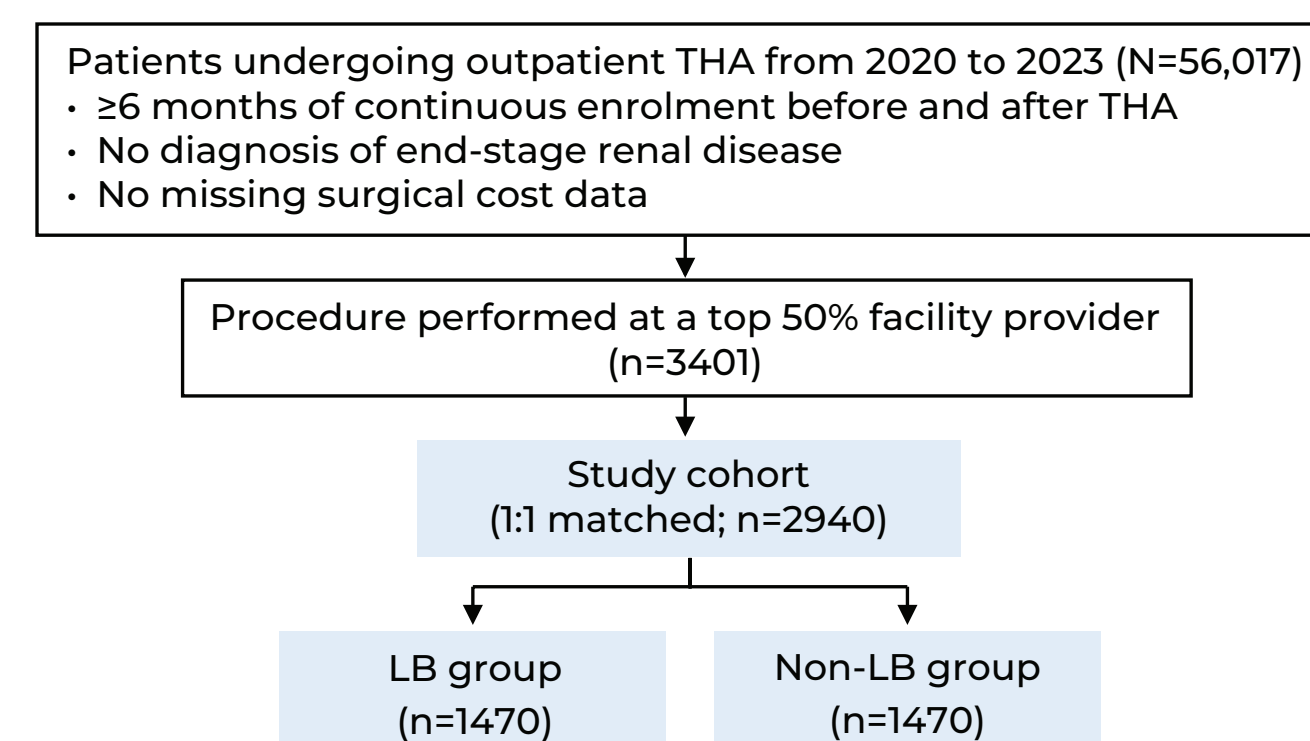 Patients undergoing outpatient THA from 2020 to 2023 (N=56,017)
· ≥6 months of continuous enrolment before and after THA
· No diagnosis of end-stage renal disease
· No missing surgical cost data
Procedure performed at a top 50% facility provider
(n=3401)
Study cohort
(1:1 matched; n=2940)
LB group
(n=1470)
Non-LB group
(n=1470)